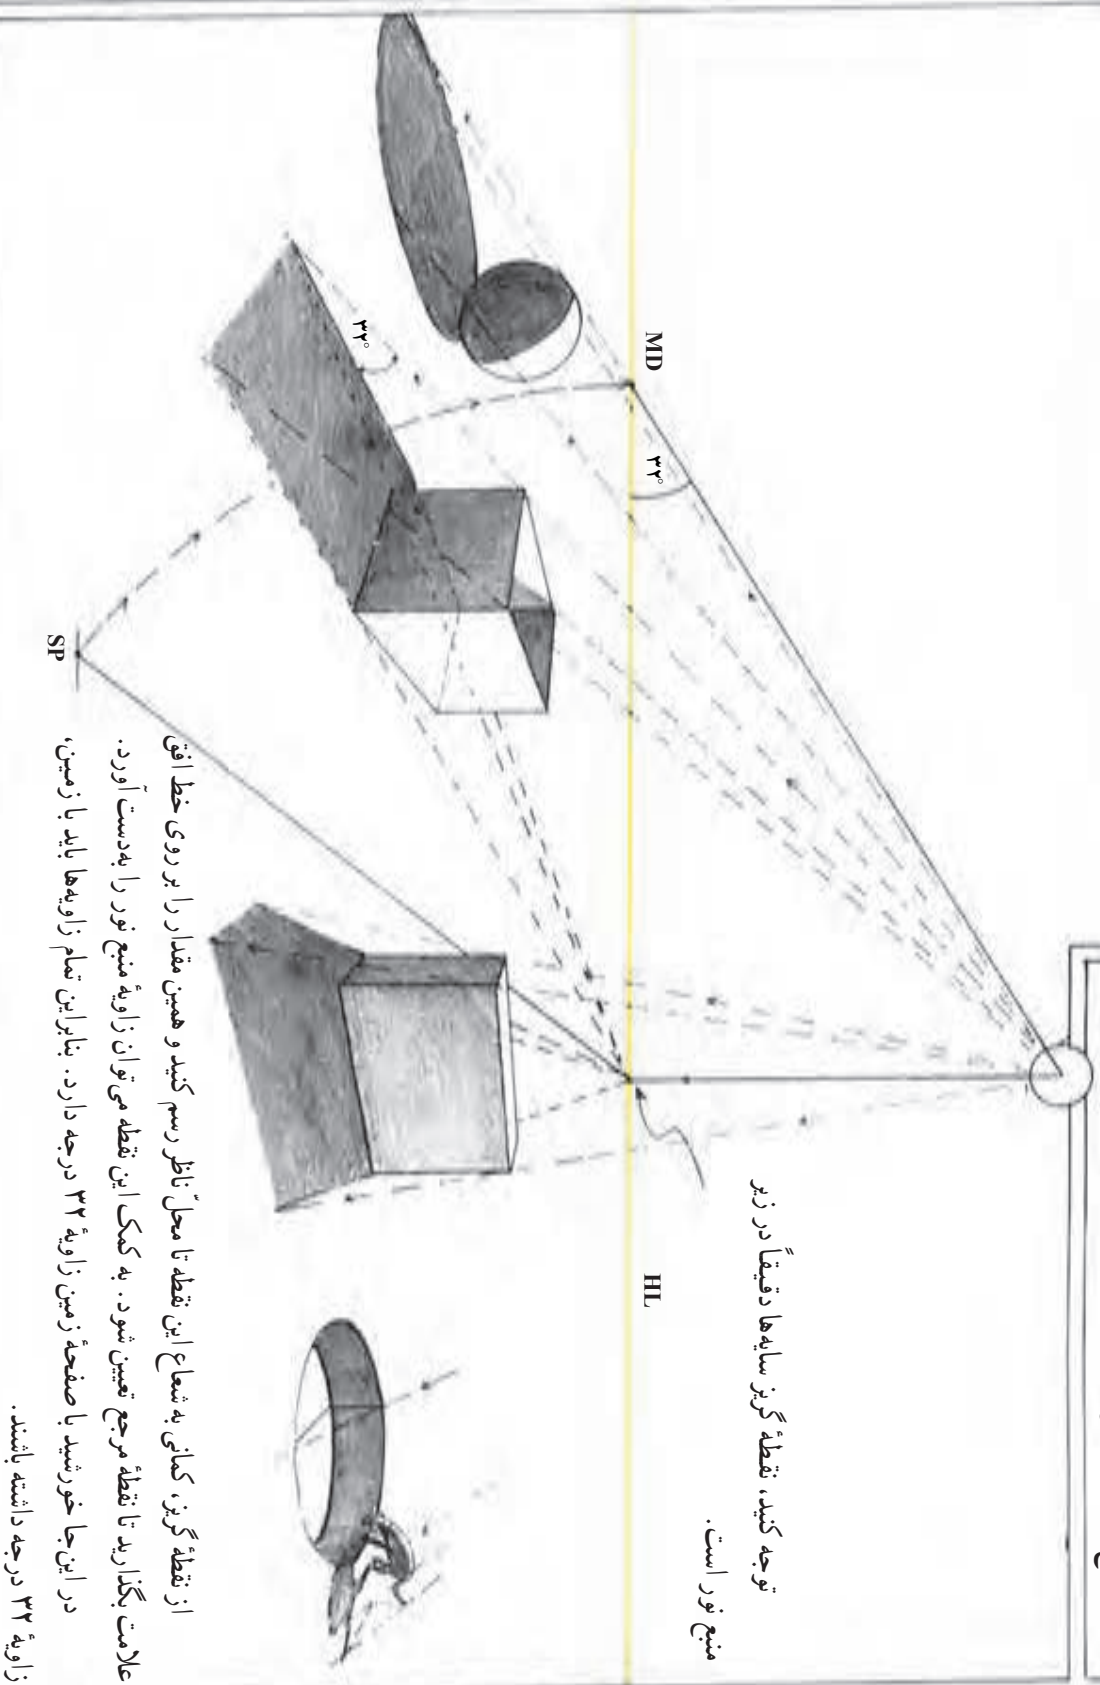 توجه کنید، نقطهٔ گریز سایه‌ها دقیقاً در زیر
منبع نور است.
MD
HL
۳۲°
۳۲°
SP
از نقطهٔ گریز، کمانی به شعاع این نقطه تا محلّ ناظر رسم کنید و همین مقدار را بر روی خط افق
علامت بگذارید تا نقطهٔ مرجع تعیین شود. به کمک این نقطه می‌توان زاویهٔ منبع نور را به‌دست آورد.
در این‌جا خورشید با صفحهٔ زمین زاویهٔ ۳۲ درجه دارد. بنابراین تمام زاویه‌ها باید با زمین،
زاویهٔ ۳۲ درجه داشته باشند.